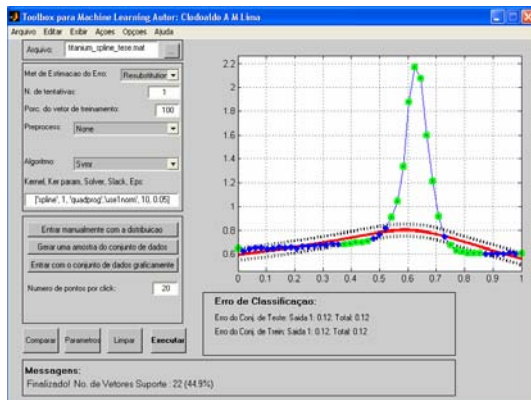 Toolbox para Machine Learning Autor: Clodoaldo A M Lima
Arquivo Editar Exibir Açoes Opçoes Ajuda
Arquivo: titanium_spline_tese.mat ...
Met de Estimacao do Erro: Resubstitution
N. de tentativas: 1
Porc. do vetor de treinamento: 100
Preprocess: None
Algoritmo: Svmr
Kernel, Ker param, Solver, Slack, Eps:
['spline', 1, 'quadprog','use1norm', 10, 0.05]
Entrar manualmente com a distribuicao
Gerar uma amostra do conjunto de dados
Entrar com o conjunto de dados graficamente
Numero de pontos por click: 20
Comparar Parametros Limpar Executar
2.2
2
1.8
1.6
1.4
1.2
1
0.8
0.6
0 0.1 0.2 0.3 0.4 0.5 0.6 0.7 0.8 0.9 1
Erro de Classificaçao:
Erro do Conj. de Teste: Saida 1: 0.12. Total: 0.12
Erro do Conj. de Trein: Saida 1: 0.12. Total: 0.12
Messagens:
Finalizado! No. de Vetores Suporte : 22 (44.9%)